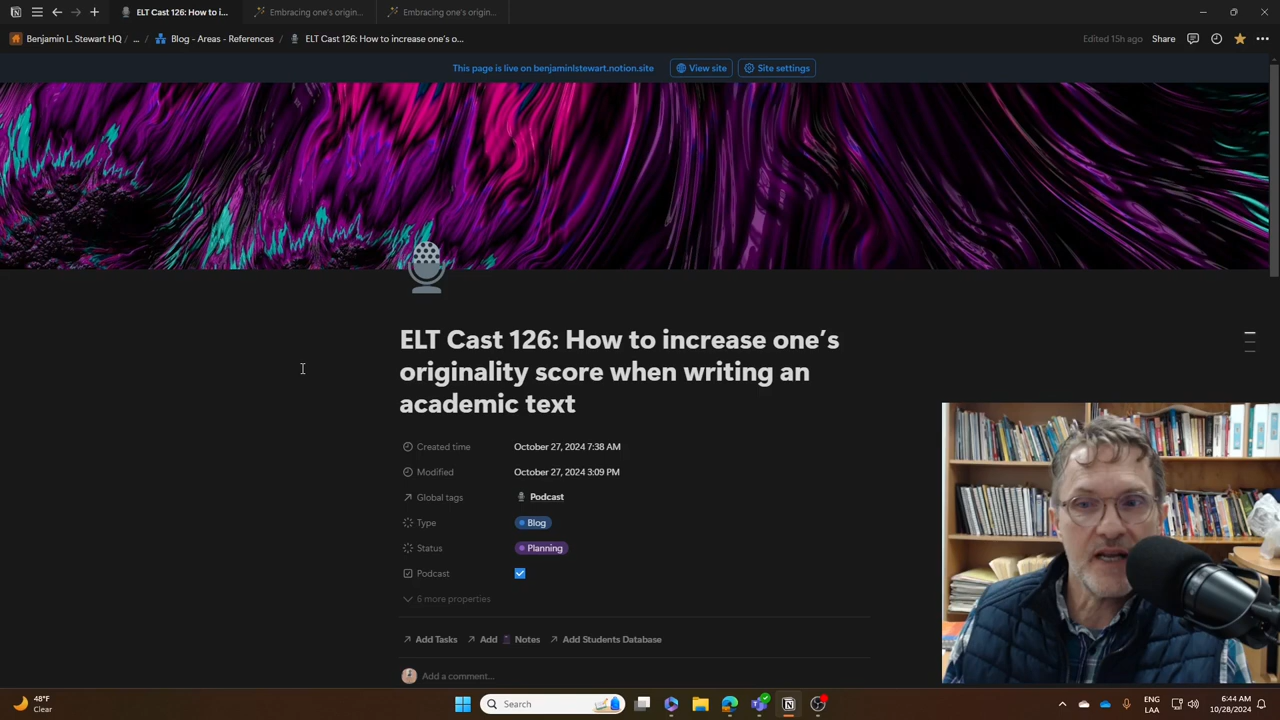 ELT Cast 126: How to i...
Embracing one's origin...
Embracing one's origin...
Benjamin L. Stewart HQ / ... Blog - Areas - References / ELT Cast 126: How to increase one's o...
Edited 15h ago Share
This page is live on benjaminlstewart.notion.site View site Site settings
ELT Cast 126: How to increase one's
originality score when writing an
academic text
Created time October 27, 2024 7:38 AM
Modified October 27, 2024 3:09 PM
Global tags Podcast
Type Blog
Status Planning
Podcast
6 more properties
Add Tasks Add Notes Add Students Database
Add a comment...
48°F
Clear
Search
ENG
LAA
6:44 AM
10/28/2024